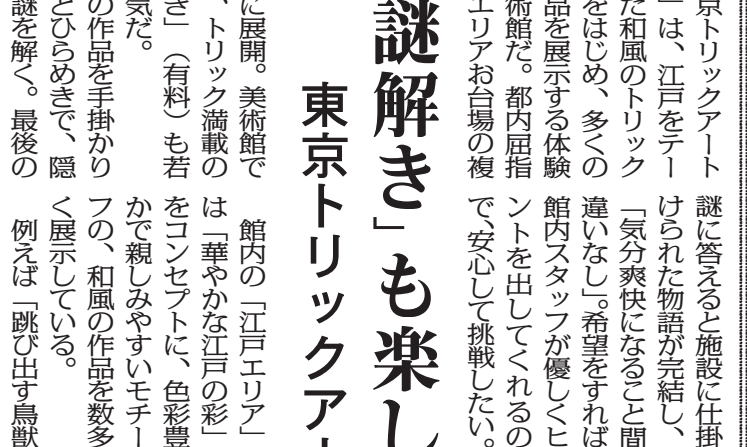 謎解き」も楽し
東京トリックアー
京トリックアート
」は、江戸をテー
た和風のトリック
をはじめ、多くの
品を展示する体験
術館だ。都内屈指
エリアお台場の複
に展開。美術館で
、トリック満載の
き」（有料）も若
気だ。
の作品を手掛かり
とひらめきで、隠
謎を解く。最後の
謎に答えると施設に仕掛
けられた物語が完結し、
「気分爽快になること間
違いなし」。希望をすれば
館内スタッフが優しくヒ
ントを出してくれるの
で、安心して挑戦したい。
館内の「江戸エリア」
は「華やかな江戸の彩」
をコンセプトに、色彩豊
かで親しみやすいモチー
フの、和風の作品を数多
く展示している。
例えば「跳び出す鳥獣